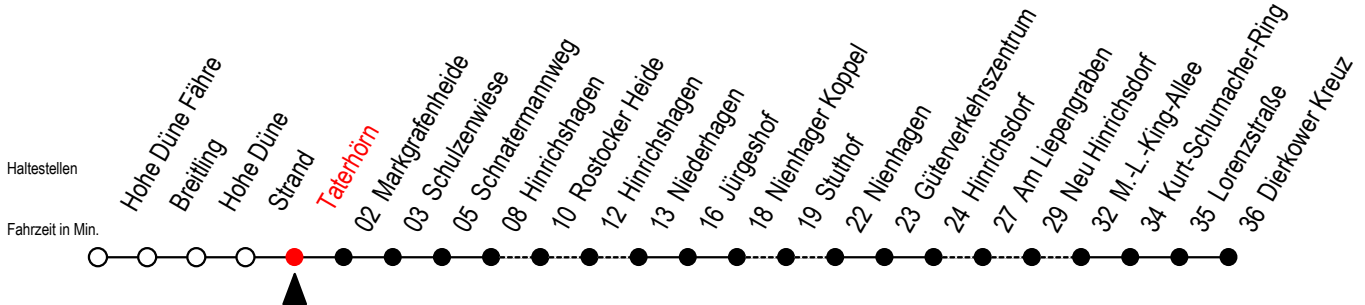 Haltestellen
Fahrzeit in Min.
Hohe Düne Fähre
Breitling
Hohe Düne
Strand
Taterhörn
02 Markgrafenheide
03 Schulzenwiese
05 Schnatermannweg
08 Hinrichshagen
10 Rostocker Heide
12 Hinrichshagen
13 Niederhagen
16 Jürgeshof
18 Nienhager Koppel
19 Stuthof
22 Nienhagen
23 Güterverkehrszentrum
24 Hinrichsdorf
27 Am Liepengraben
29 Neu Hinrichsdorf
32 M.-L.-King-Allee
34 Kurt-Schumacher-Ring
35 Lorenzstraße
36 Dierkower Kreuz